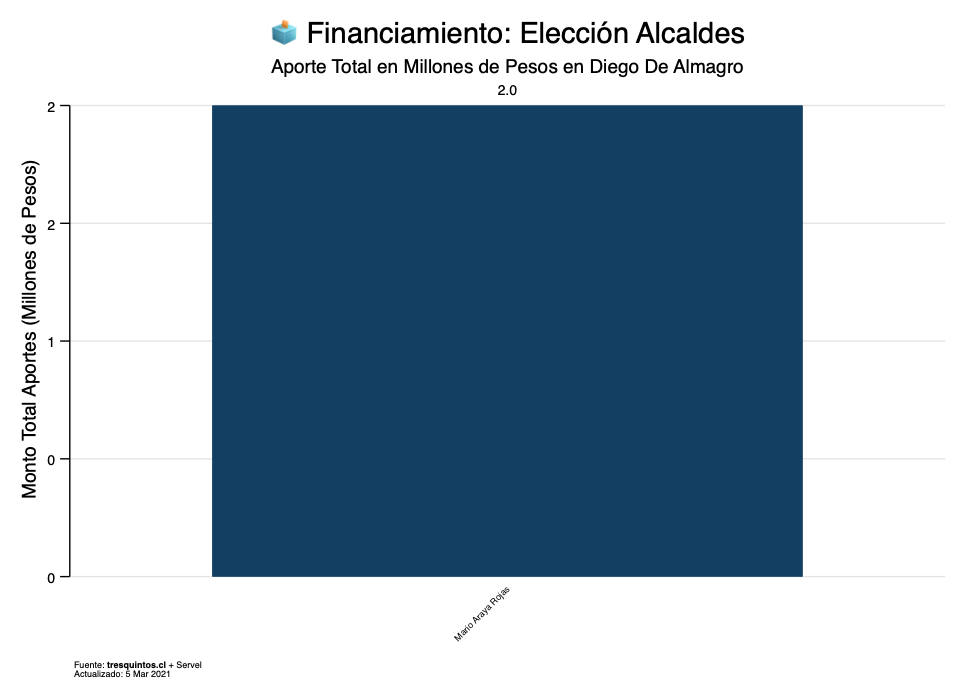 Financiamiento: Elección Alcaldes
Aporte Total en Millones de Pesos en Diego De Almagro
2.0
Monto Total Aportes (Millones de Pesos)
2
2
1
0
0
Mario Araya Rojas
Fuente: tresquintos.cl + Servel
Actualizado: 5 Mar 2021